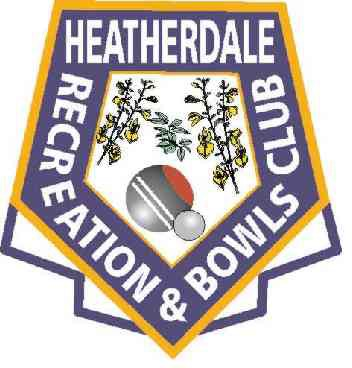 HEATHERDALE
RECREATION & BOWLS CLUB